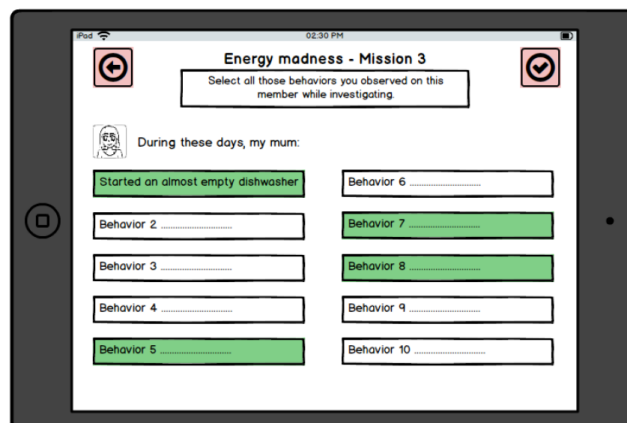 iPad 02:30 PM
Energy madness - Mission 3
Select all those behaviors you observed on this
member while investigating.
During these days, my mum:
Started an almost empty dishwasher
Behavior 2 ..............................
Behavior 3 ..............................
Behavior 4 ..............................
Behavior 5 ..............................
Behavior 6 ..............................
Behavior 7 ..............................
Behavior 8 ..............................
Behavior 9 ..............................
Behavior 10 ..............................